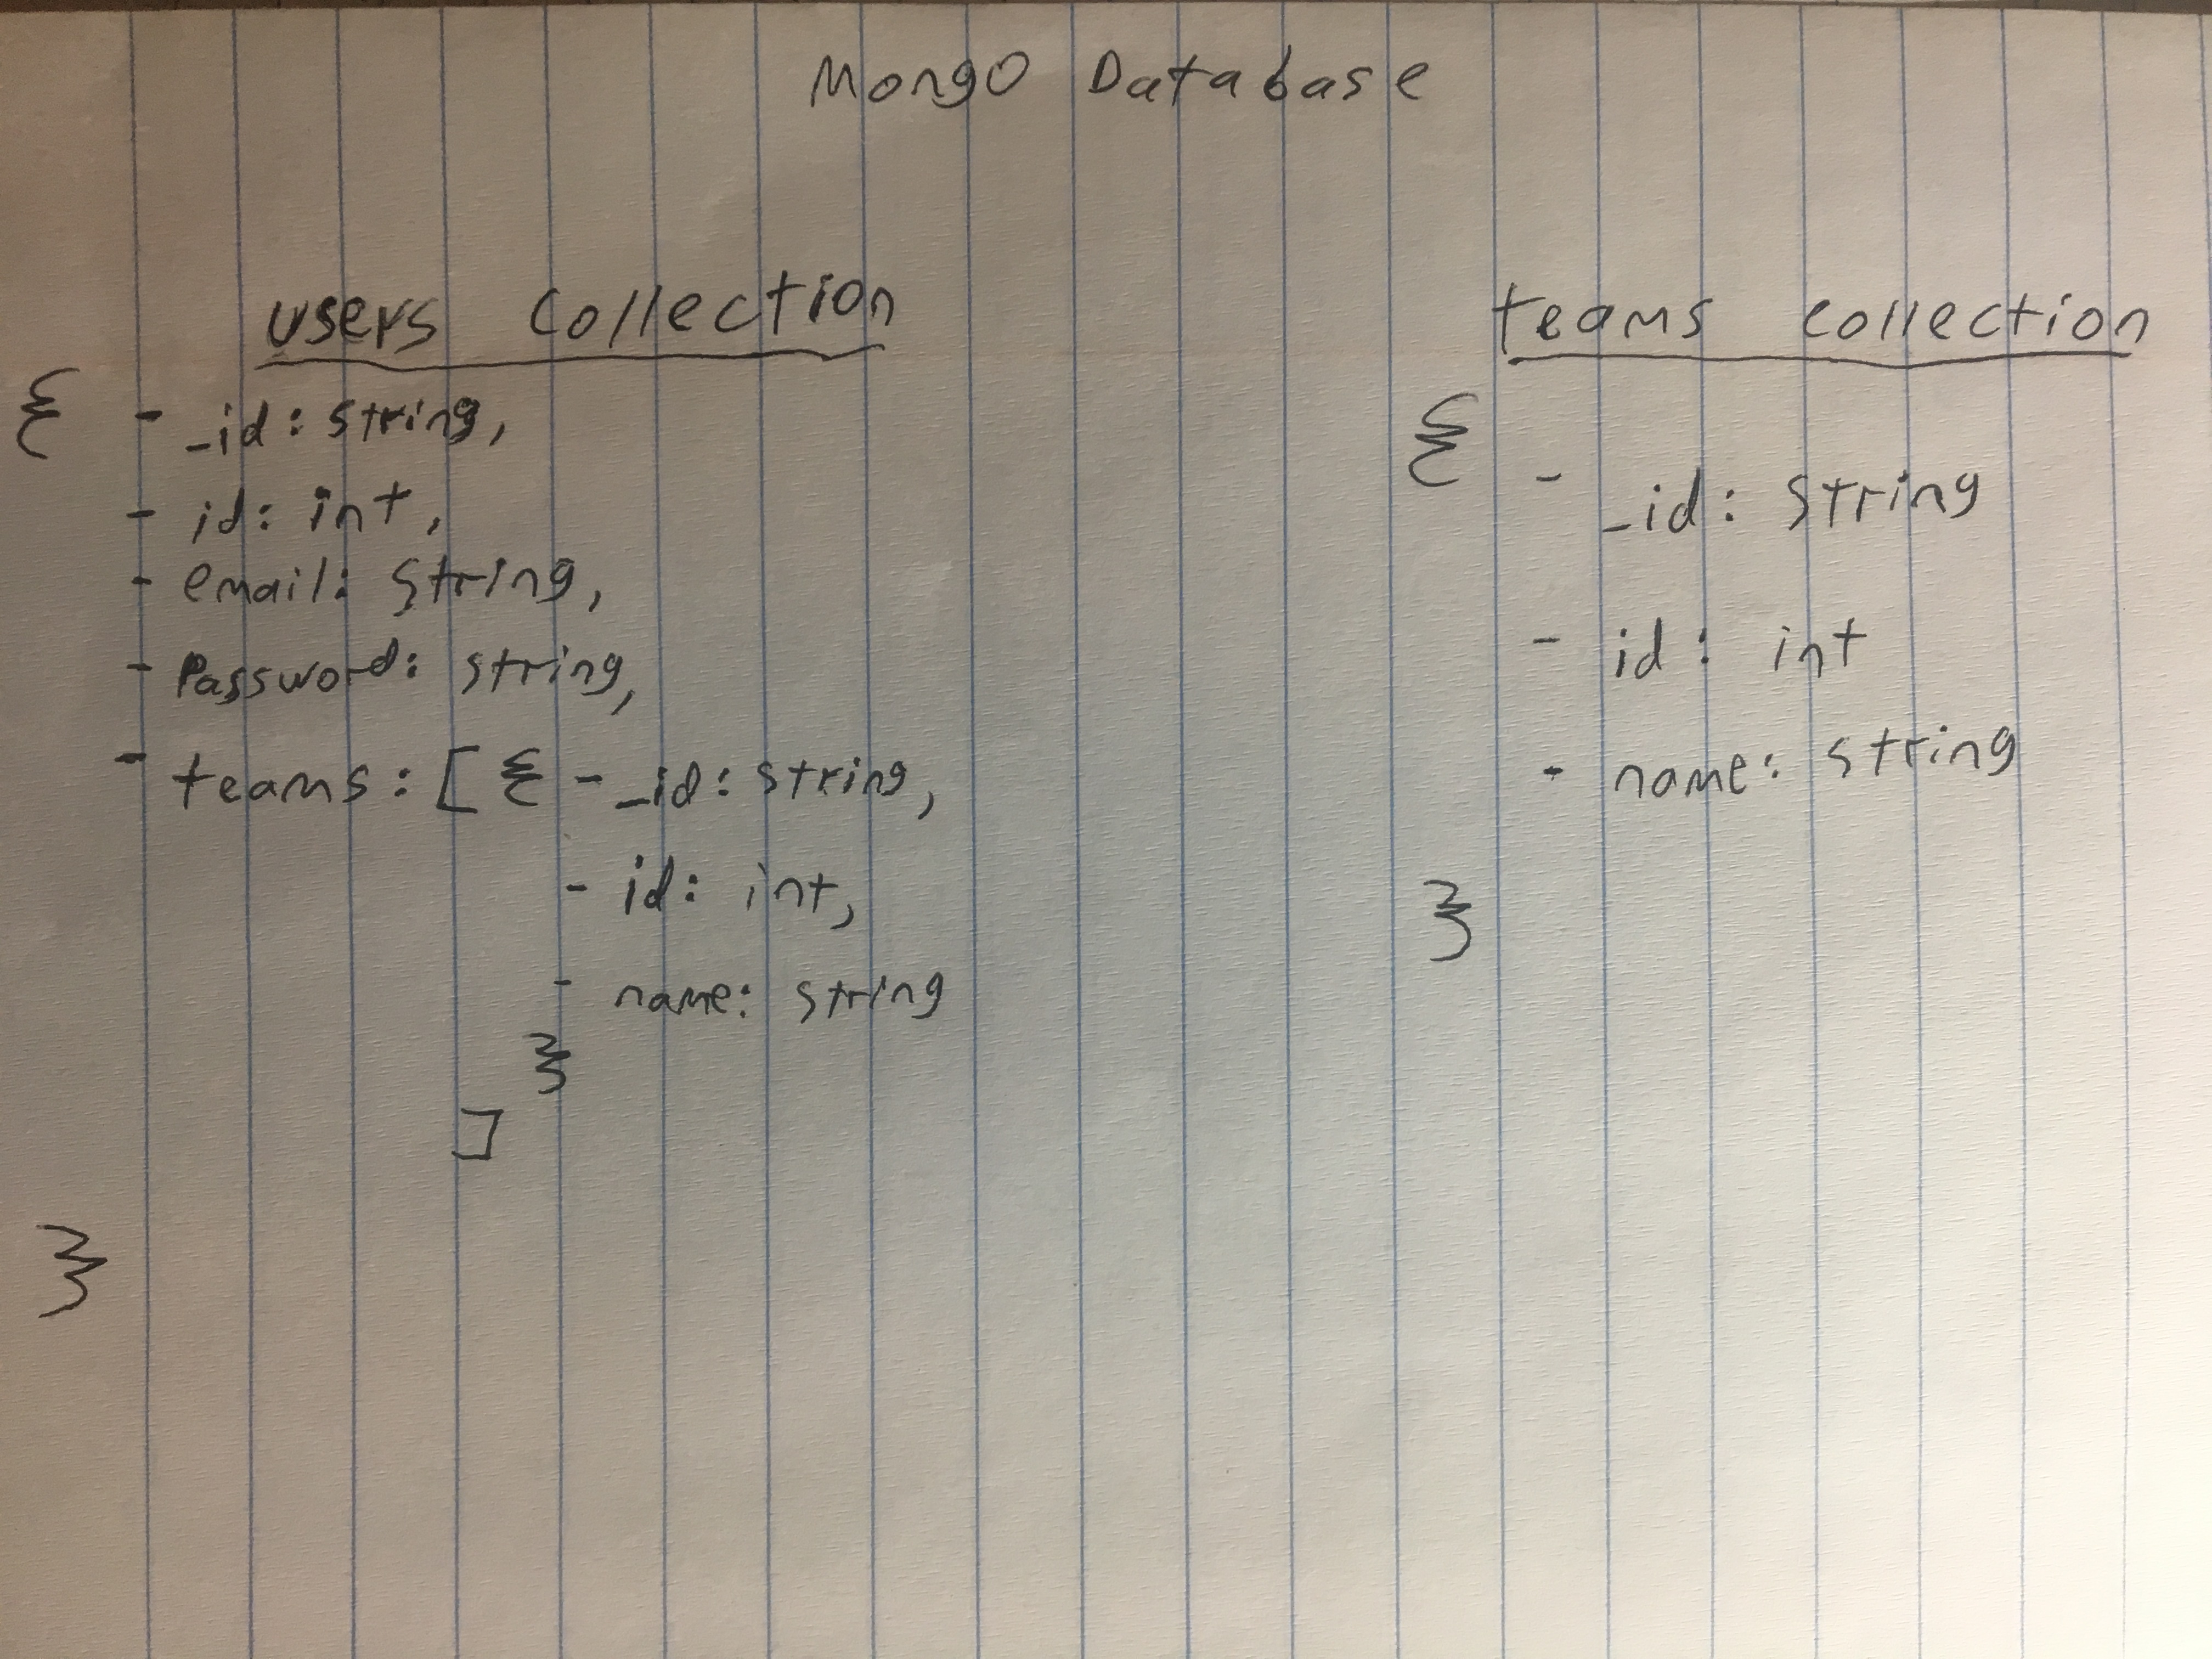 Mongo Database
users collection
{ - _id: string,
- id: int,
- email: string,
- Password: string,
- teams: [ { - _id: string,
- id: int,
- name: string
}
]
}
teams collection
{ - _id: string
- id: int
- name: string
}